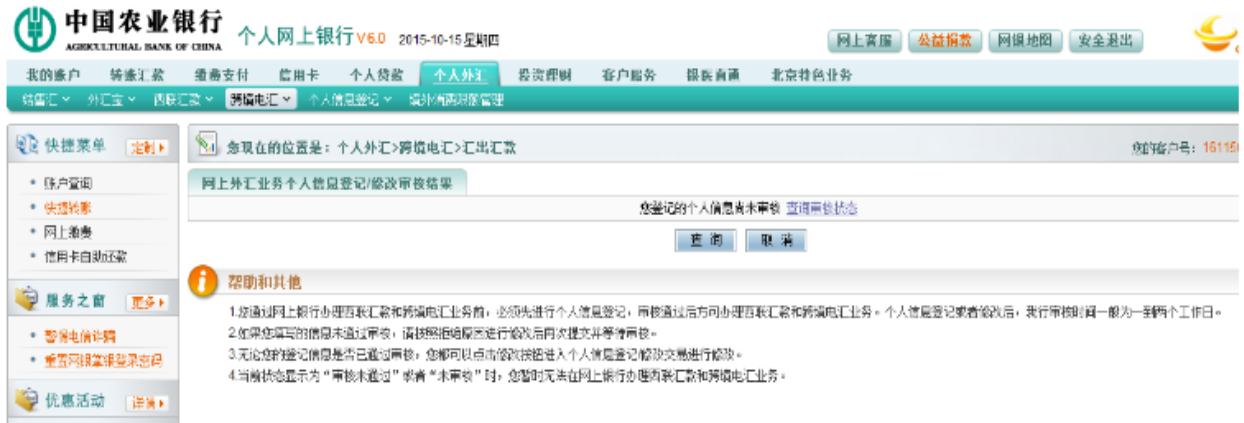 中国农业银行
AGRICULTURAL BANK OF CHINA
个人网上银行 V6.0 2015-10-15 星期四
网上客服 公益捐款 网银地图 安全退出
我的账户 转账汇款 缴费支付 信用卡 个人贷款 个人外汇 投资理财 客户服务 银医直通 北京特色业务
结售汇 外汇宝 西联汇款 跨境电汇 个人信息登记 境外消费限额管理
快捷菜单 定制
账户查询
快捷转账
网上缴费
信用卡自助还款
服务之窗 更多
警惕电信诈骗
重置网银掌银登录密码
优惠活动 详情
您现在的位置是：个人外汇>跨境电汇>汇出汇款
您的客户号：16115
网上外汇业务个人信息登记/修改审核结果
您登记的个人信息尚未审核 查询审核状态
查 询 取 消
帮助和其他
1.您通过网上银行办理西联汇款和跨境电汇业务前，必须先进行个人信息登记，审核通过后方可办理西联汇款和跨境电汇业务。个人信息登记或者修改后，我行审核时间一般为一到两个工作日。
2.如果您填写的信息未通过审核，请按照拒绝原因进行修改后再次提交并等待审核。
3.无论您的登记信息是否已通过审核，您都可以点击修改按钮进入个人信息登记/修改交易进行修改。
4.当前状态显示为“审核未通过”或者“未审核”时，您暂时无法在网上银行办理西联汇款和跨境电汇业务。